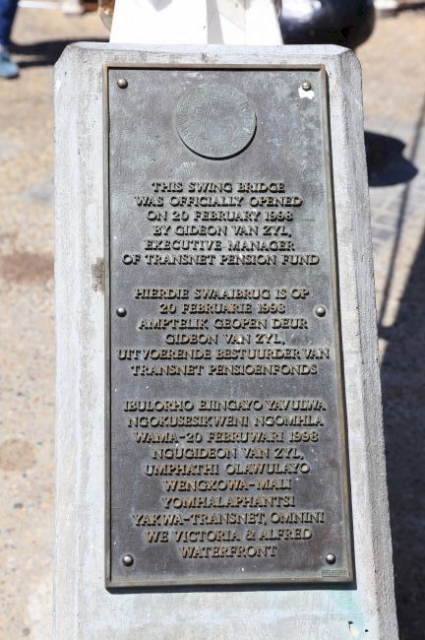 THIS SWING BRIDGE
WAS OFFICIALLY OPENED
ON 20 FEBRUARY 1998
BY GIDEON VAN ZYL,
EXECUTIVE MANAGER
OF TRANSNET PENSION FUND
HIERDIE SWAAIBRUG IS OP
20 FEBRUARIE 1998
AMPTELIK GEOPEN DEUR
GIDEON VAN ZYL,
UITVOERENDE BESTUURDER VAN
TRANSNET PENSIOENFONDS
IBULORHO EJINGAYO YAVULWA
NGOKUSESIKWENI NGOMHLA
WAMA-20 FEBRUWARI 1998
NGUGIDEON VAN ZYL,
UMPHATHI OLAWULAYO
WENGXOWA-MALI
YOMHALAPHANTSI
YAKWA-TRANSNET, OMNINI
WE VICTORIA & ALFRED
WATERFRONT